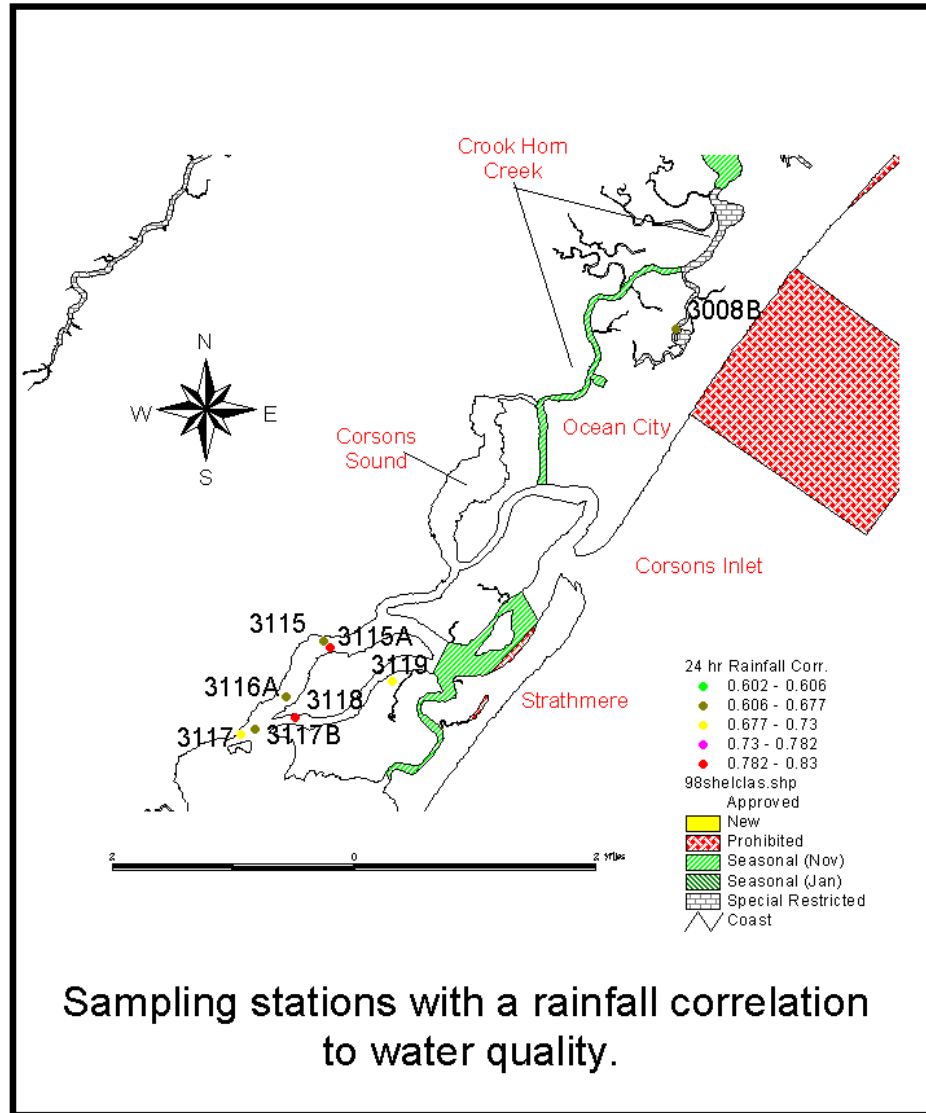 Crook Horn
Creek
3008B
N
W
E
S
Ocean City
Corsons
Sound
Corsons Inlet
3115
3115A
3119
3116A
3118
Strathmere
3117
3117B
24 hr Rainfall Corr.
0.602 - 0.606
0.606 - 0.677
0.677 - 0.73
0.73 - 0.782
0.782 - 0.83
98shelclas.shp
Approved
New
Prohibited
Seasonal (Nov)
Seasonal (Jan)
Special Restricted
Coast
2 0 2 Miles
Sampling stations with a rainfall correlation
to water quality.